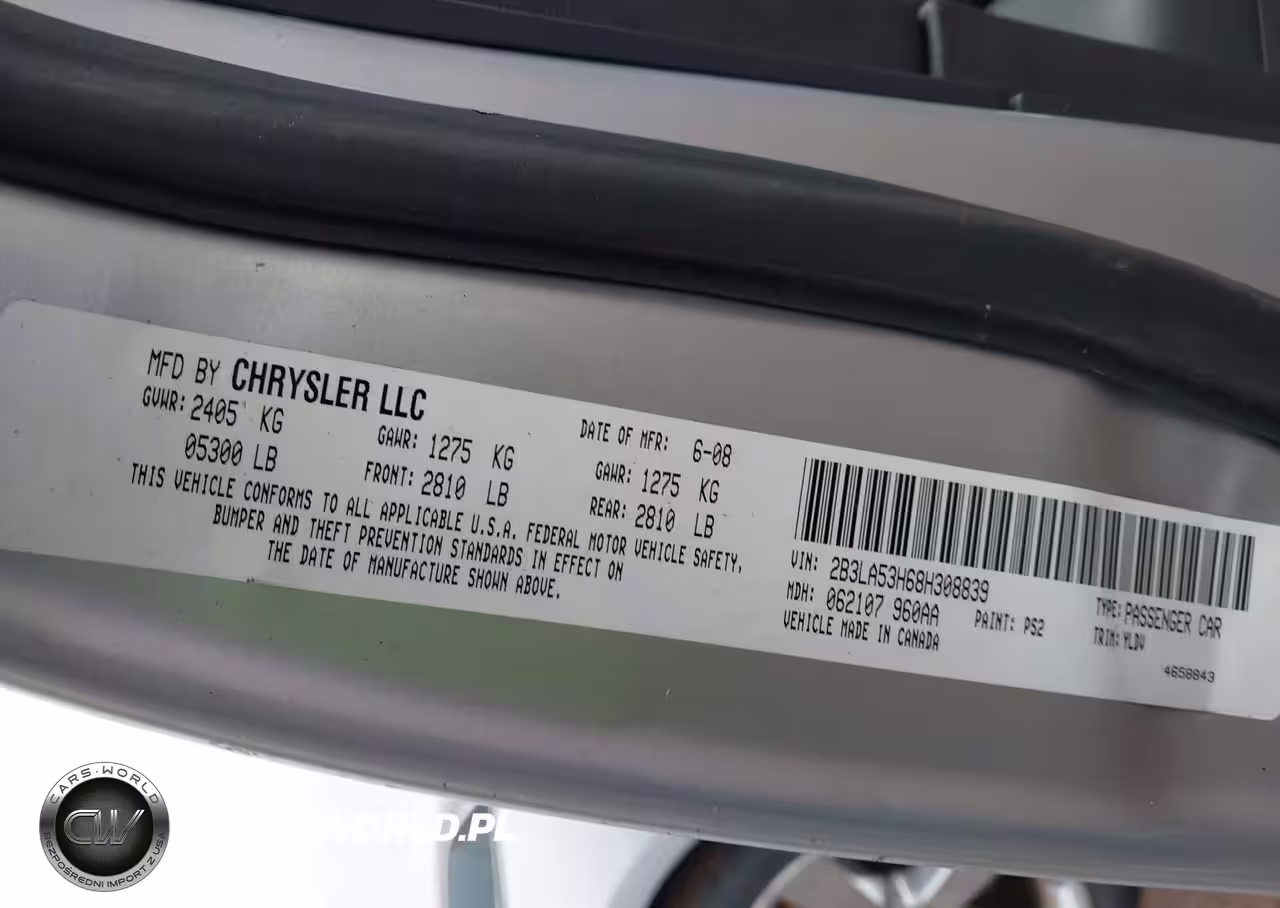 MFD BY CHRYSLER LLC
GVWR: 2405 KG
05300 LB
GAWR: 1275 KG
FRONT: 2810 LB
DATE OF MFR: 6-08
GAWR: 1275 KG
REAR: 2810 LB
THIS VEHICLE CONFORMS TO ALL APPLICABLE U.S.A. FEDERAL MOTOR VEHICLE SAFETY,
BUMPER AND THEFT PREVENTION STANDARDS IN EFFECT ON
THE DATE OF MANUFACTURE SHOWN ABOVE.
VIN: 2B3LA53H68H308839
MDH: 062107 960AA
PAINT: PS2
TYPE: PASSENGER CAR
VEHICLE MADE IN CANADA
TRIM: YLDV
4658843
CARS-WORLD
CW
BEZPOŚREDNI IMPORT Z USA
WORLD.PL